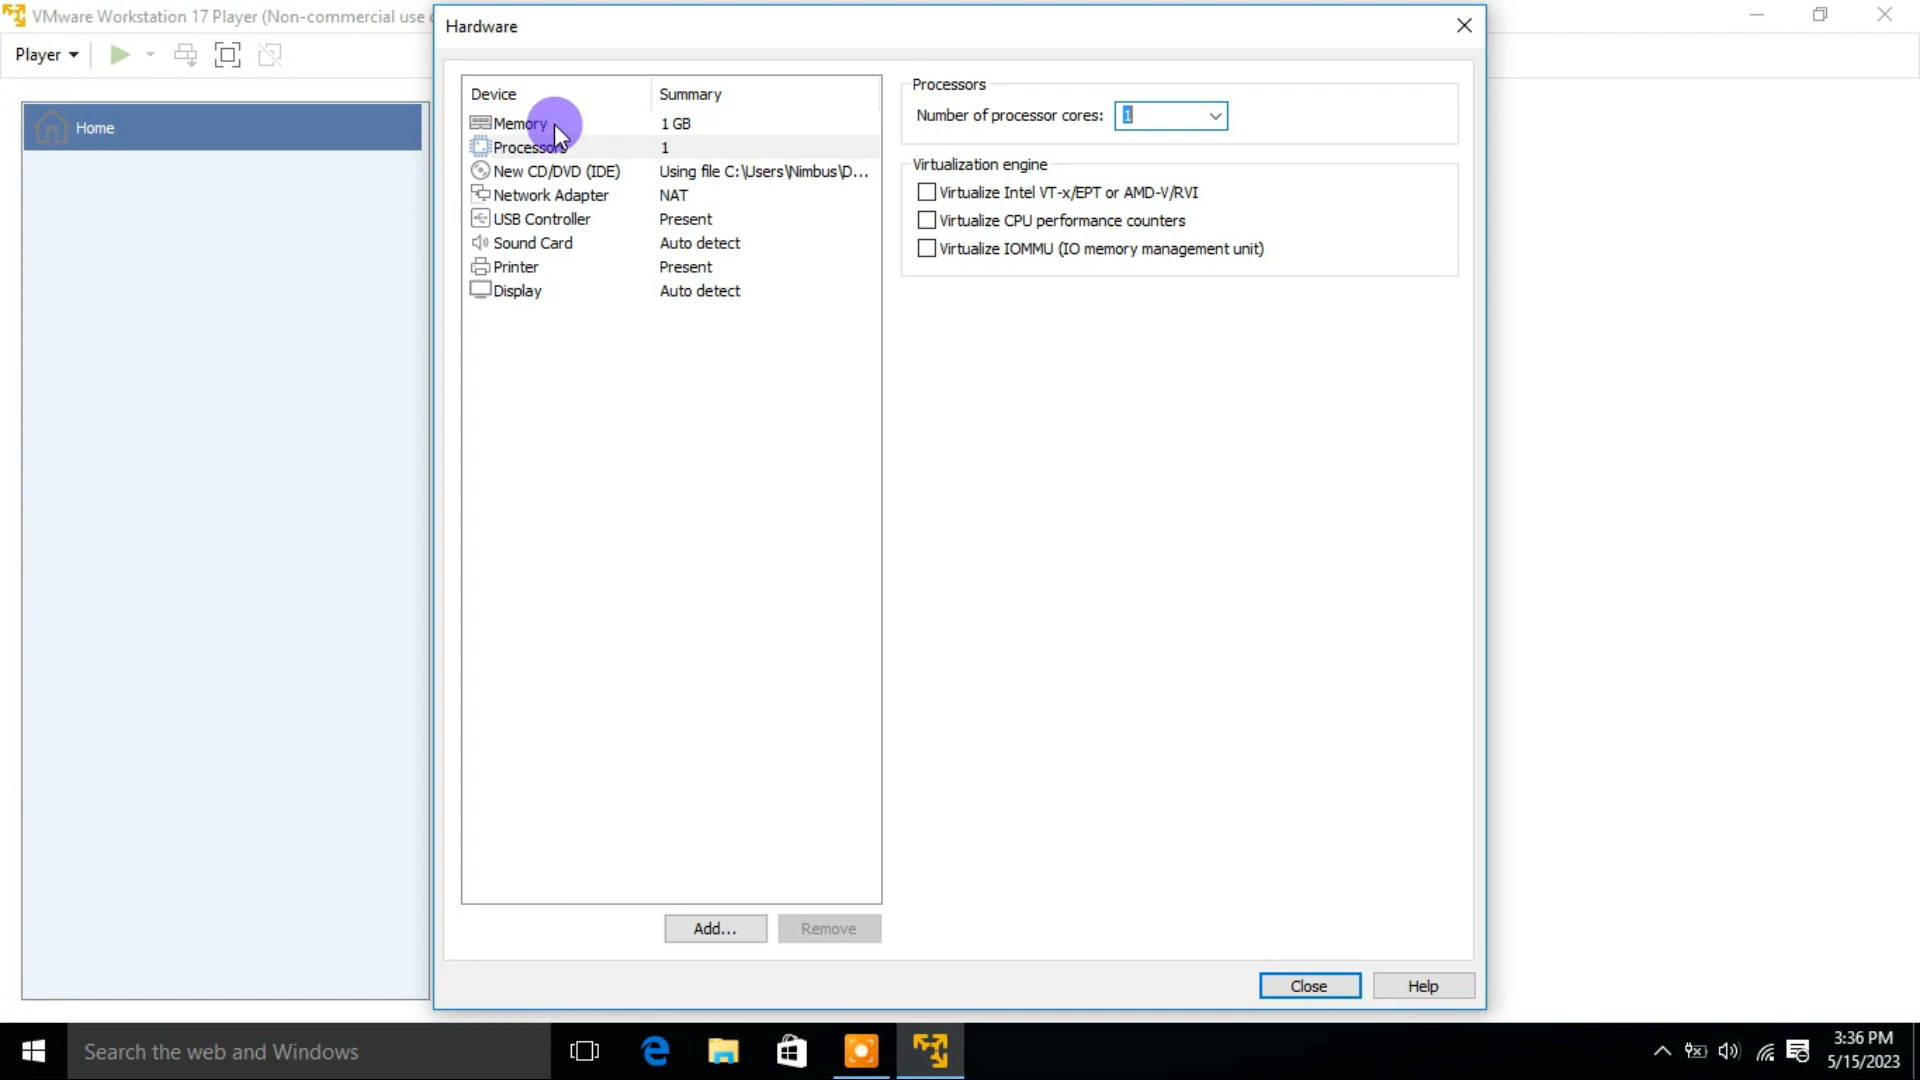 VMware Workstation 17 Player (Non-commercial use
Player
Home
Hardware
Device Summary
Memory 1 GB
Processors 1
New CD/DVD (IDE) Using file C:\Users\Nimbus\D...
Network Adapter NAT
USB Controller Present
Sound Card Auto detect
Printer Present
Display Auto detect
Add... Remove
Processors
Number of processor cores: 1
Virtualization engine
Virtualize Intel VT-x/EPT or AMD-V/RVI
Virtualize CPU performance counters
Virtualize IOMMU (IO memory management unit)
Close Help
Search the web and Windows
3:36 PM
5/15/2023